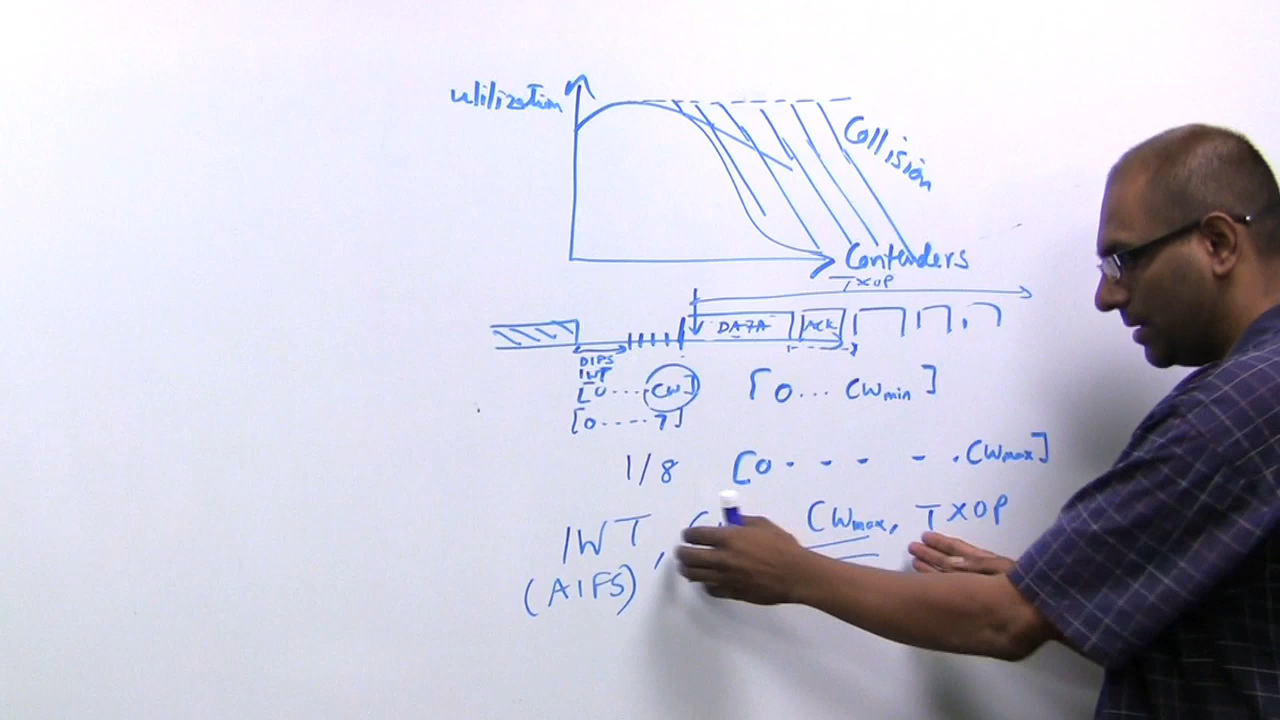 utilization
Collision
Contenders
TXOP
DATA ACK
DIFS
IWT
[0.....CW] [0... CWmin]
[0.....7]
1/8 [0 - - - - . CWmax]
IWT, CWmax, TXOP
(AIFS)